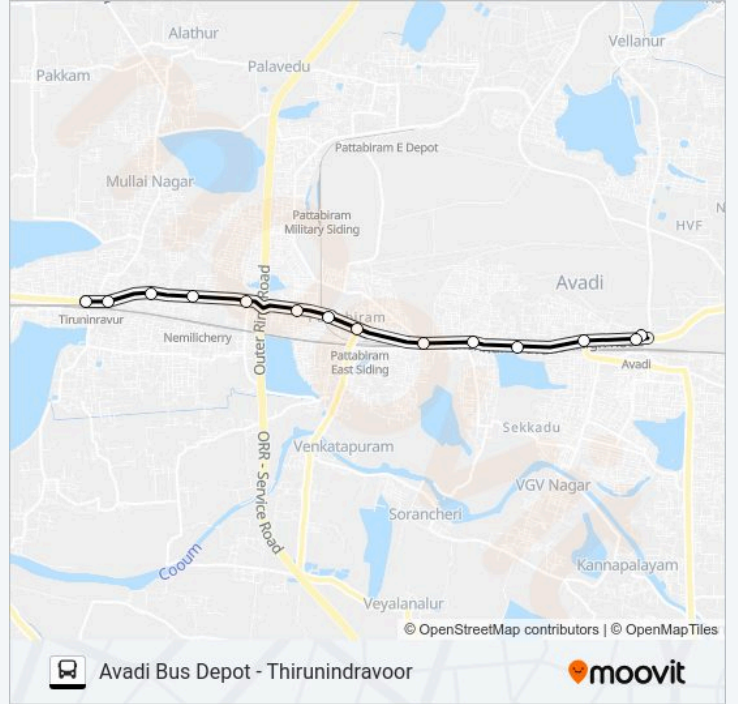 Alathur
Vellanur
Pakkam
Palavedu
Pattabiram E Depot
Mullai Nagar
N
Pattabiram
Military Siding
HVF
Avadi
Outer Ring Road
Tiruninravur
Nemilicherry
Pattabiram
East Siding
Avadi
Sekkadu
Venkatapuram
ORR - Service Road
VGV Nagar
Sorancheri
Cooum
Kannapalayam
Veyalanalur
© OpenStreetMap contributors | © OpenMapTiles
Avadi Bus Depot - Thirunindravoor
moovit